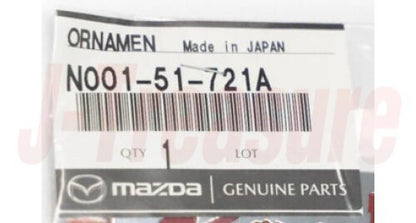 ORNAMEN Made in JAPAN
N001-51-721A
J-Treasure
QTY 1 LOT
mazda GENUINE PARTS